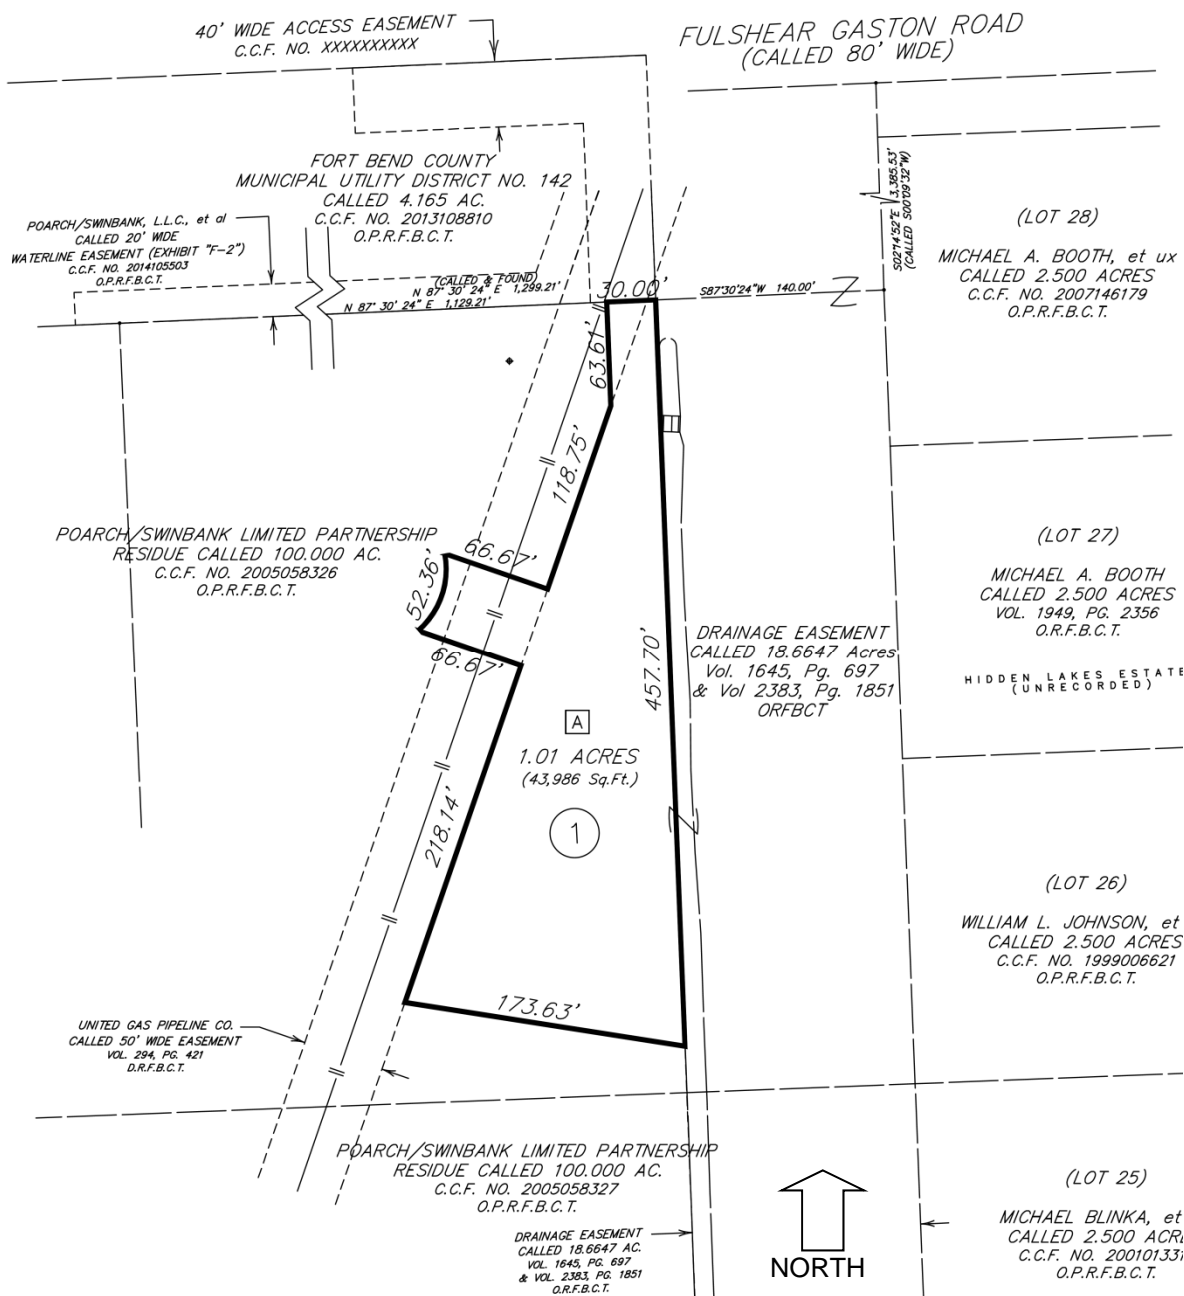 40' WIDE ACCESS EASEMENT
C.C.F. NO. XXXXXXXXXX
FULSHEAR GASTON ROAD
(CALLED 80' WIDE)
FORT BEND COUNTY
MUNICIPAL UTILITY DISTRICT NO. 142
CALLED 4.165 AC.
C.C.F. NO. 2013108810
O.P.R.F.B.C.T.
POARCH/SWINBANK, L.L.C., et al
CALLED 20' WIDE
WATERLINE EASEMENT (EXHIBIT "F-2")
C.C.F. NO. 2014105503
O.P.R.F.B.C.T.
(CALLED & FOUND)
N 87° 30' 24" E 1,299.21'
N 87° 30' 24" E 1,129.21'
30.00'
S87°30'24"W 140.00'
S02°14'52"E 3,385.53'
(CALLED S00°09'32"W)
(LOT 28)
MICHAEL A. BOOTH, et ux
CALLED 2.500 ACRES
C.C.F. NO. 2007146179
O.P.R.F.B.C.T.
63.61'
118.75'
66.67'
52.36'
66.67'
POARCH/SWINBANK LIMITED PARTNERSHIP
RESIDUE CALLED 100.000 AC.
C.C.F. NO. 2005058326
O.P.R.F.B.C.T.
(LOT 27)
MICHAEL A. BOOTH
CALLED 2.500 ACRES
VOL. 1949, PG. 2356
O.R.F.B.C.T.
HIDDEN LAKES ESTATE
(UNRECORDED)
457.70'
DRAINAGE EASEMENT
CALLED 18.6647 Acres
Vol. 1645, Pg. 697
& Vol 2383, Pg. 1851
ORFBCT
A
1.01 ACRES
(43,986 Sq.Ft.)
1
218.14'
173.63'
(LOT 26)
WILLIAM L. JOHNSON, et
CALLED 2.500 ACRES
C.C.F. NO. 1999006621
O.P.R.F.B.C.T.
UNITED GAS PIPELINE CO.
CALLED 50' WIDE EASEMENT
VOL. 294, PG. 421
D.R.F.B.C.T.
POARCH/SWINBANK LIMITED PARTNERSHIP
RESIDUE CALLED 100.000 AC.
C.C.F. NO. 2005058327
O.P.R.F.B.C.T.
DRAINAGE EASEMENT
CALLED 18.6647 AC.
VOL. 1645, PG. 697
& VOL. 2383, PG. 1851
O.R.F.B.C.T.
NORTH
(LOT 25)
MICHAEL BLINKA, et
CALLED 2.500 ACRE
C.C.F. NO. 200101331
O.P.R.F.B.C.T.